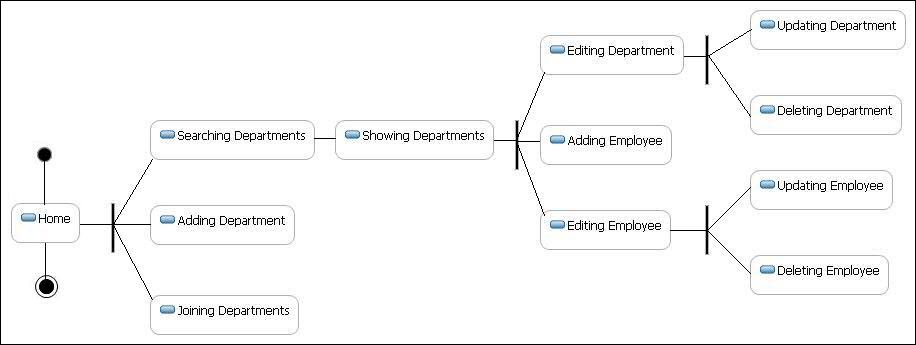 Updating Department
Editing Department
Deleting Department
Searching Departments
Showing Departments
Adding Employee
Updating Employee
Home
Adding Department
Editing Employee
Deleting Employee
Joining Departments